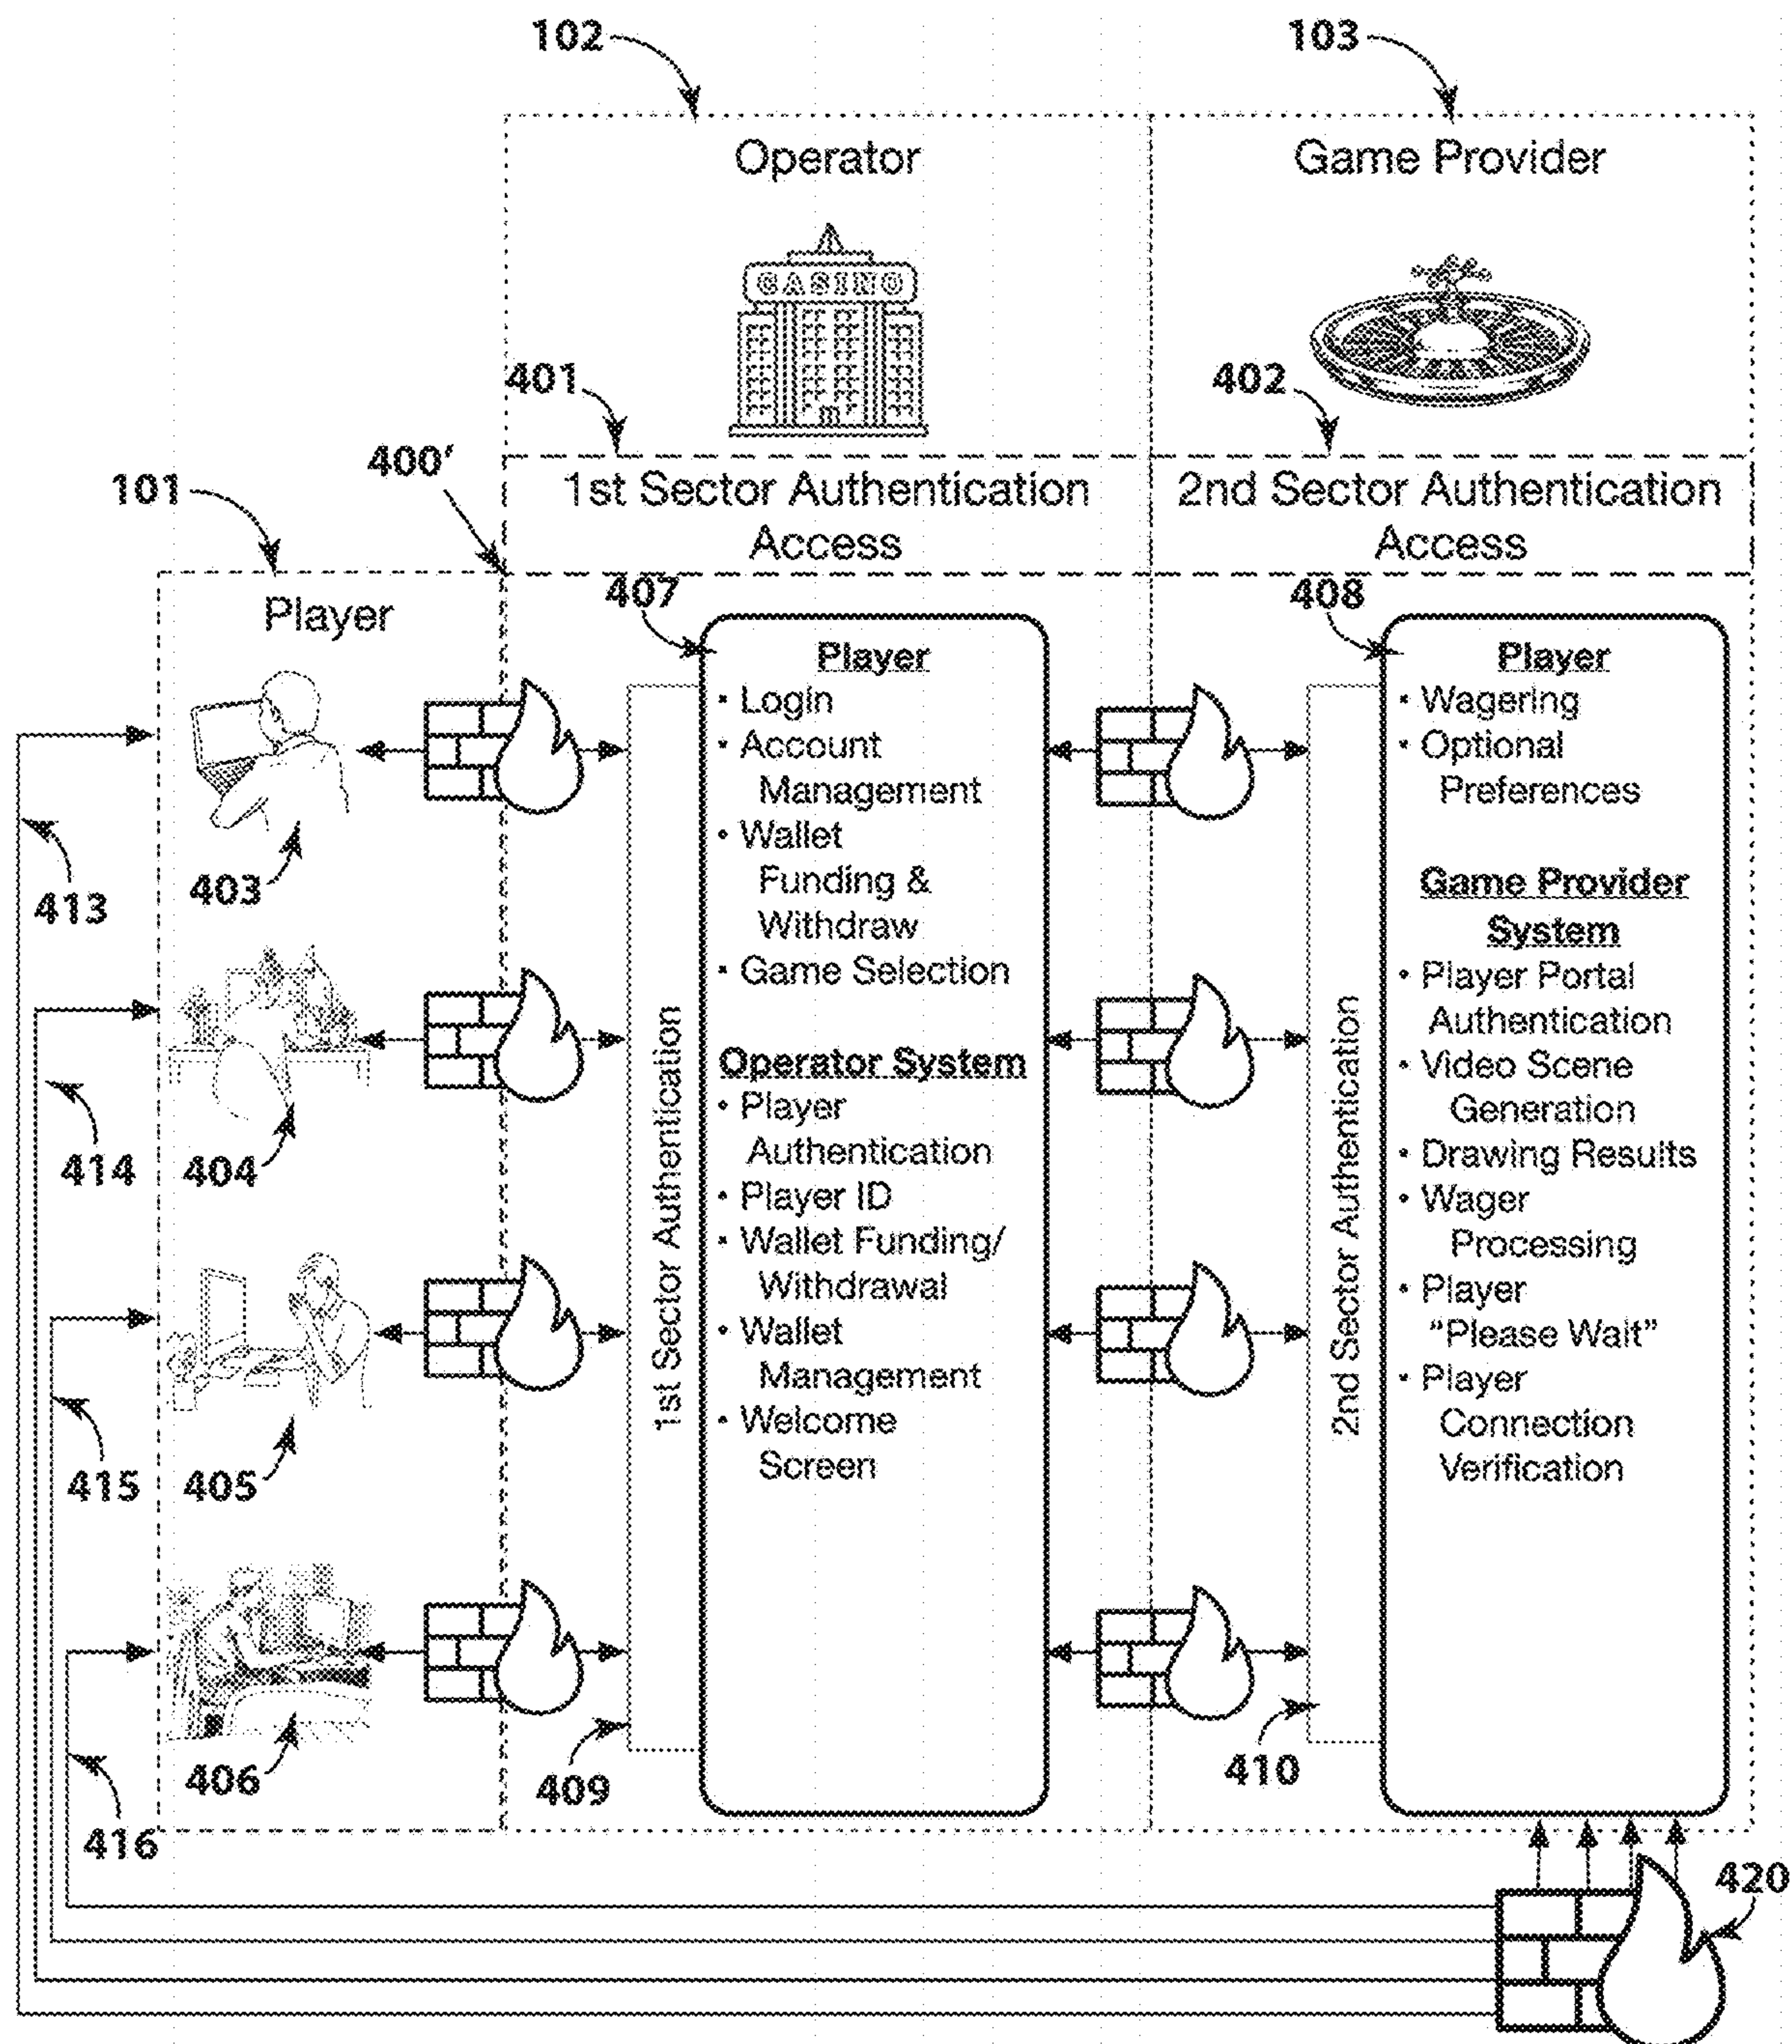 102
103
Operator
Game Provider
CASINO
401
402
400′
1st Sector Authentication
Access
2nd Sector Authentication
Access
101
Player
407
408
Player
• Login
• Account
Management
• Wallet
Funding &
Withdraw
• Game Selection
Operator System
• Player
Authentication
• Player ID
• Wallet Funding/
Withdrawal
• Wallet
Management
• Welcome
Screen
Player
• Wagering
• Optional
Preferences
Game Provider
System
• Player Portal
Authentication
• Video Scene
Generation
• Drawing Results
• Wager
Processing
• Player
“Please Wait”
• Player
Connection
Verification
1st Sector Authentication
2nd Sector Authentication
403
413
404
414
405
415
406
416
409
410
420